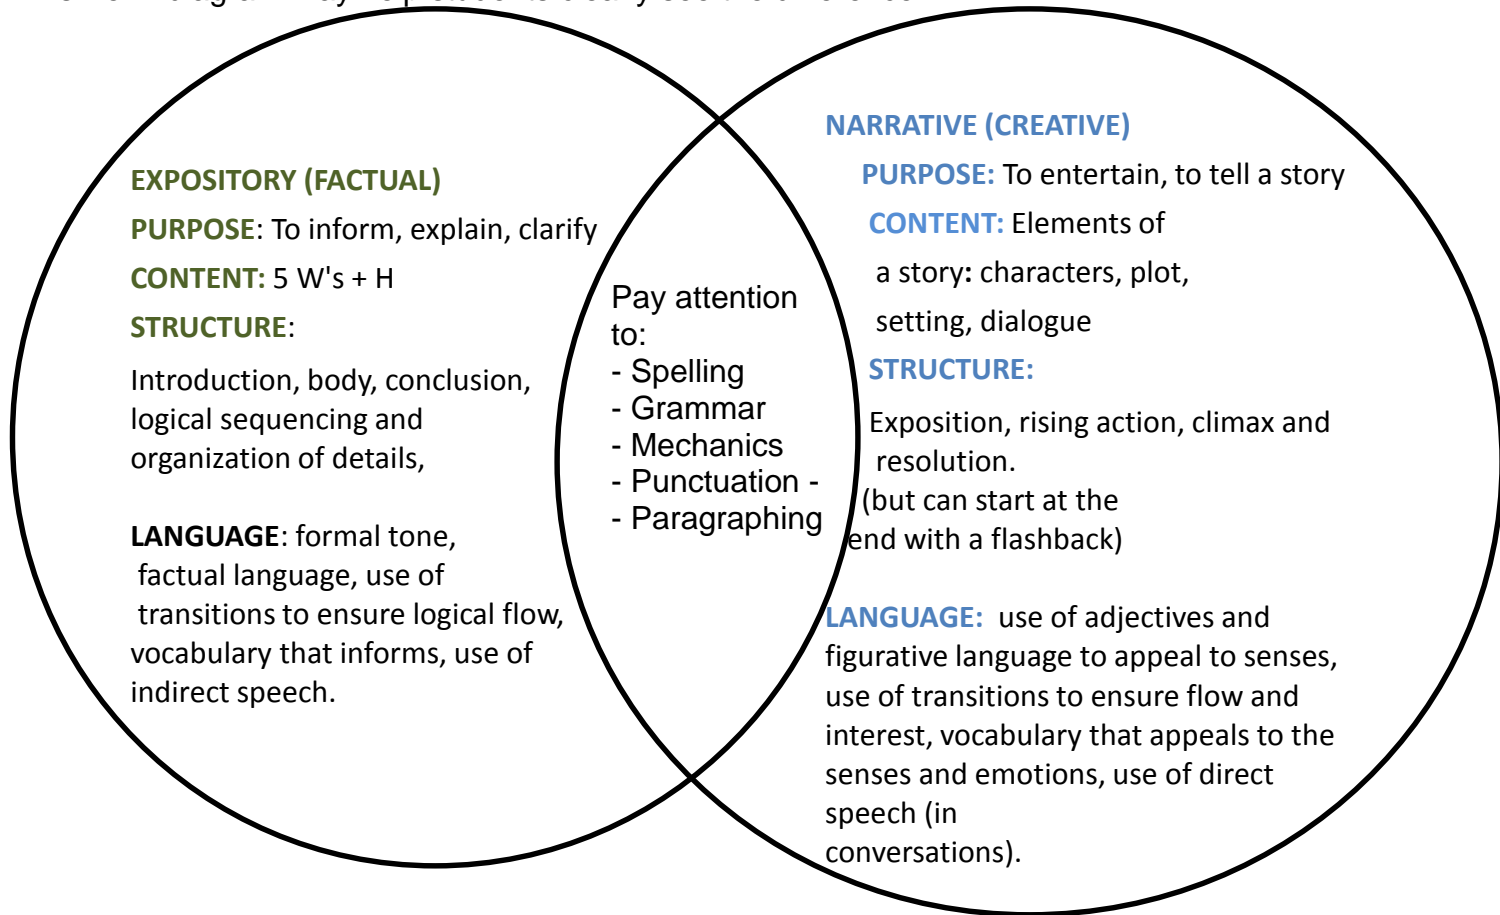 EXPOSITORY (FACTUAL)
PURPOSE: To inform, explain, clarify
CONTENT: 5 W's + H
STRUCTURE:
Introduction, body, conclusion,
logical sequencing and
organization of details,
LANGUAGE: formal tone,
factual language, use of
transitions to ensure logical flow,
vocabulary that informs, use of
indirect speech.
Pay attention
to:
- Spelling
- Grammar
- Mechanics
- Punctuation -
- Paragraphing
NARRATIVE (CREATIVE)
PURPOSE: To entertain, to tell a story
CONTENT: Elements of
a story: characters, plot,
setting, dialogue
STRUCTURE:
Exposition, rising action, climax and
resolution.
(but can start at the
end with a flashback)
LANGUAGE: use of adjectives and
figurative language to appeal to senses,
use of transitions to ensure flow and
interest, vocabulary that appeals to the
senses and emotions, use of direct
speech (in
conversations).